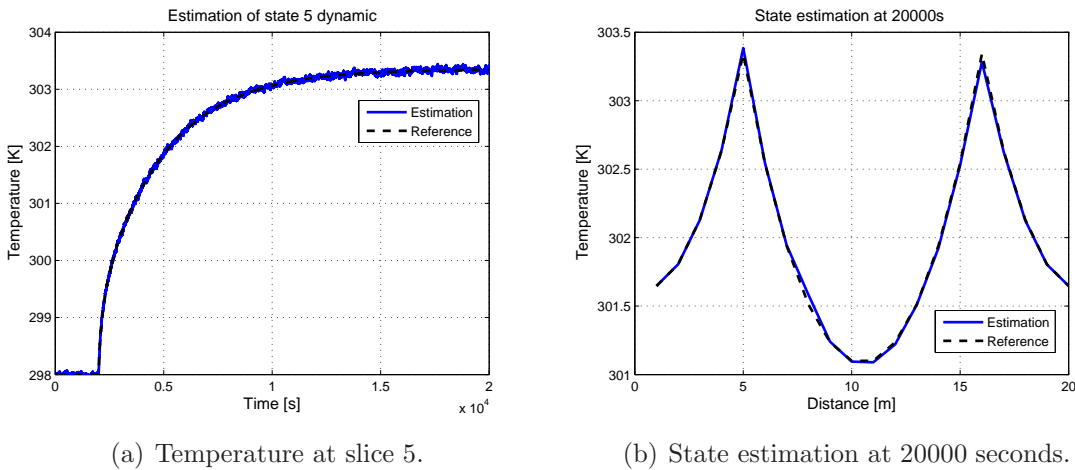 Estimation of state 5 dynamic
304
303
302
301
300
299
298
Temperature [K]
Estimation
Reference
0 0.5 1 1.5 2
x 10^4
Time [s]
(a) Temperature at slice 5.
State estimation at 20000s
303.5
303
302.5
302
301.5
301
Temperature [K]
Estimation
Reference
0 5 10 15 20
Distance [m]
(b) State estimation at 20000 seconds.